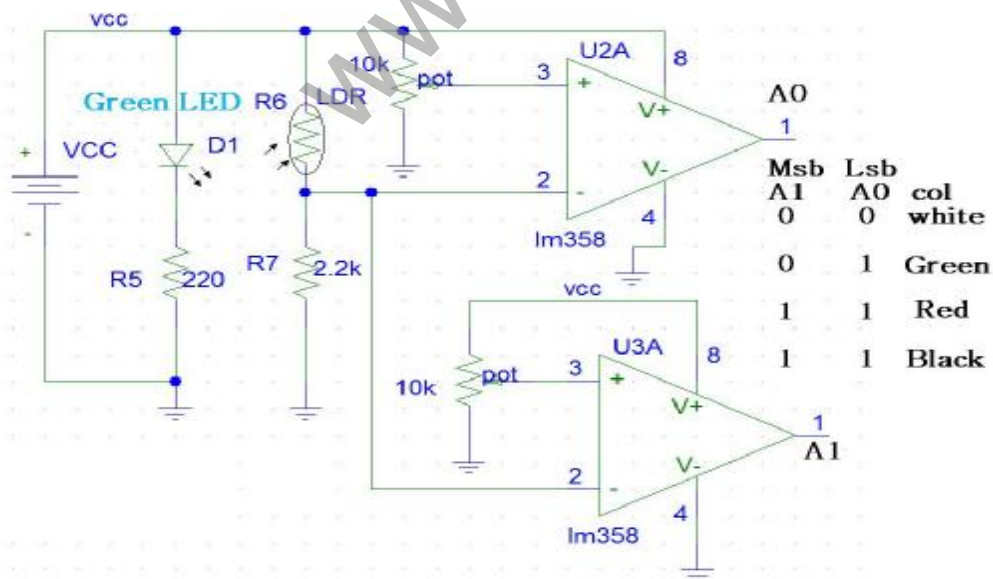 www.
vcc
U2A
8
10k
pot
3
+
V+
A0
1
Green LED
R6
LDR
D1
+
VCC
-
2
-
V-
4
lm358
Msb Lsb
A1 A0 col
0 0 white
0 1 Green
1 1 Red
1 1 Black
R5
220
R7
2.2k
vcc
U3A
8
10k
pot
3
+
V+
1
A1
2
-
V-
4
lm358